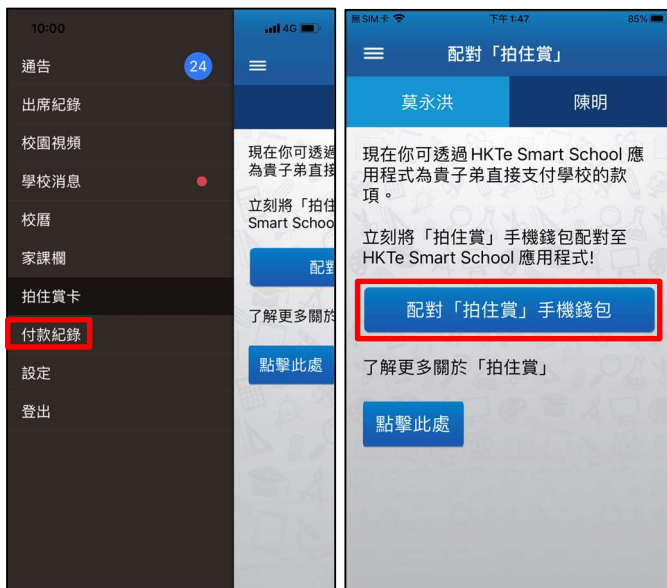 10:00
4G
通告
24
出席紀錄
校園視頻
學校消息
校曆
家課欄
拍住賞卡
付款紀錄
設定
登出
現在你可透過
為貴子弟直接
立刻將「拍住
Smart Schoo
配對
了解更多關於
點擊此處
無SIM卡
下午1:47
85%
配對「拍住賞」
莫永洪
陳明
現在你可透過 HKTe Smart School 應
用程式為貴子弟直接支付學校的款
項。
立刻將「拍住賞」手機錢包配對至
HKTe Smart School 應用程式!
配對「拍住賞」手機錢包
了解更多關於「拍住賞」
點擊此處